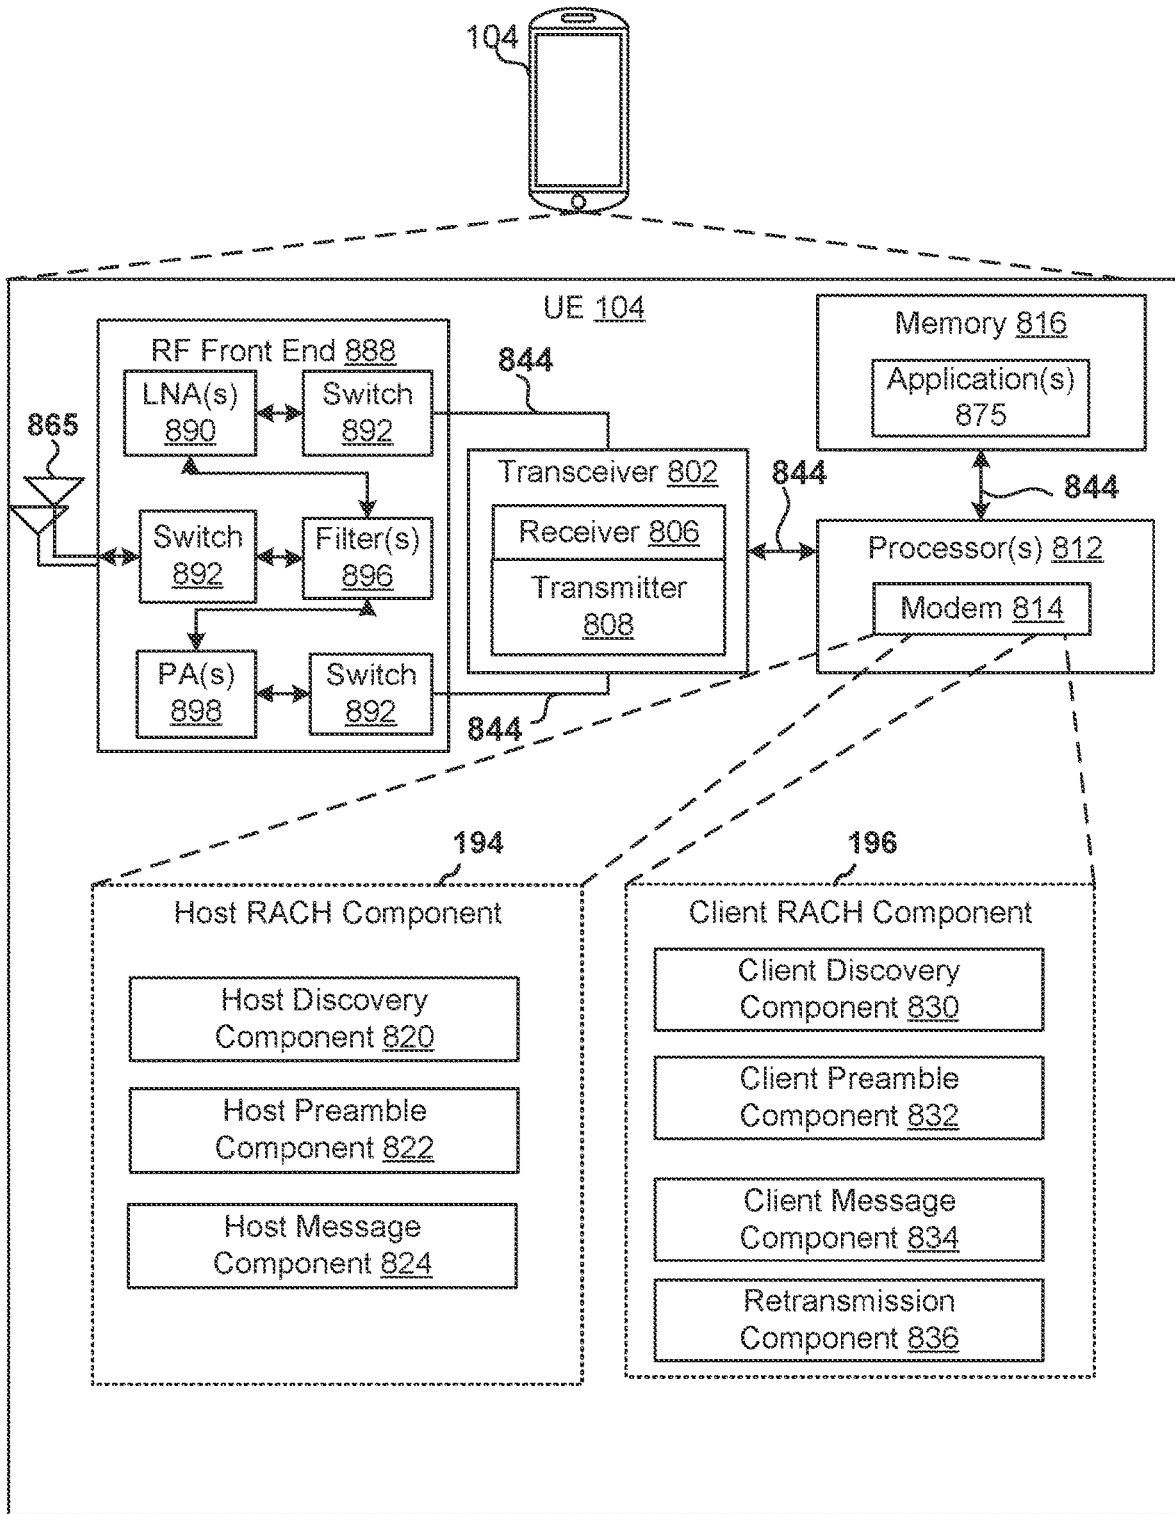 104
UE 104
RF Front End 888
LNA(s)
890
Switch
892
844
865
Switch
892
Filter(s)
896
PA(s)
898
Switch
892
844
Transceiver 802
Receiver 806
Transmitter
808
844
Memory 816
Application(s)
875
844
Processor(s) 812
Modem 814
194
Host RACH Component
Host Discovery
Component 820
Host Preamble
Component 822
Host Message
Component 824
196
Client RACH Component
Client Discovery
Component 830
Client Preamble
Component 832
Client Message
Component 834
Retransmission
Component 836